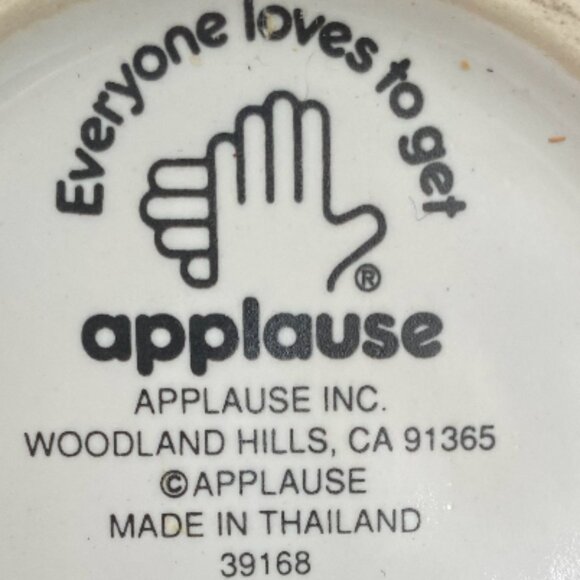 Everyone loves to get
®
applause
APPLAUSE INC.
WOODLAND HILLS, CA 91365
©APPLAUSE
MADE IN THAILAND
39168